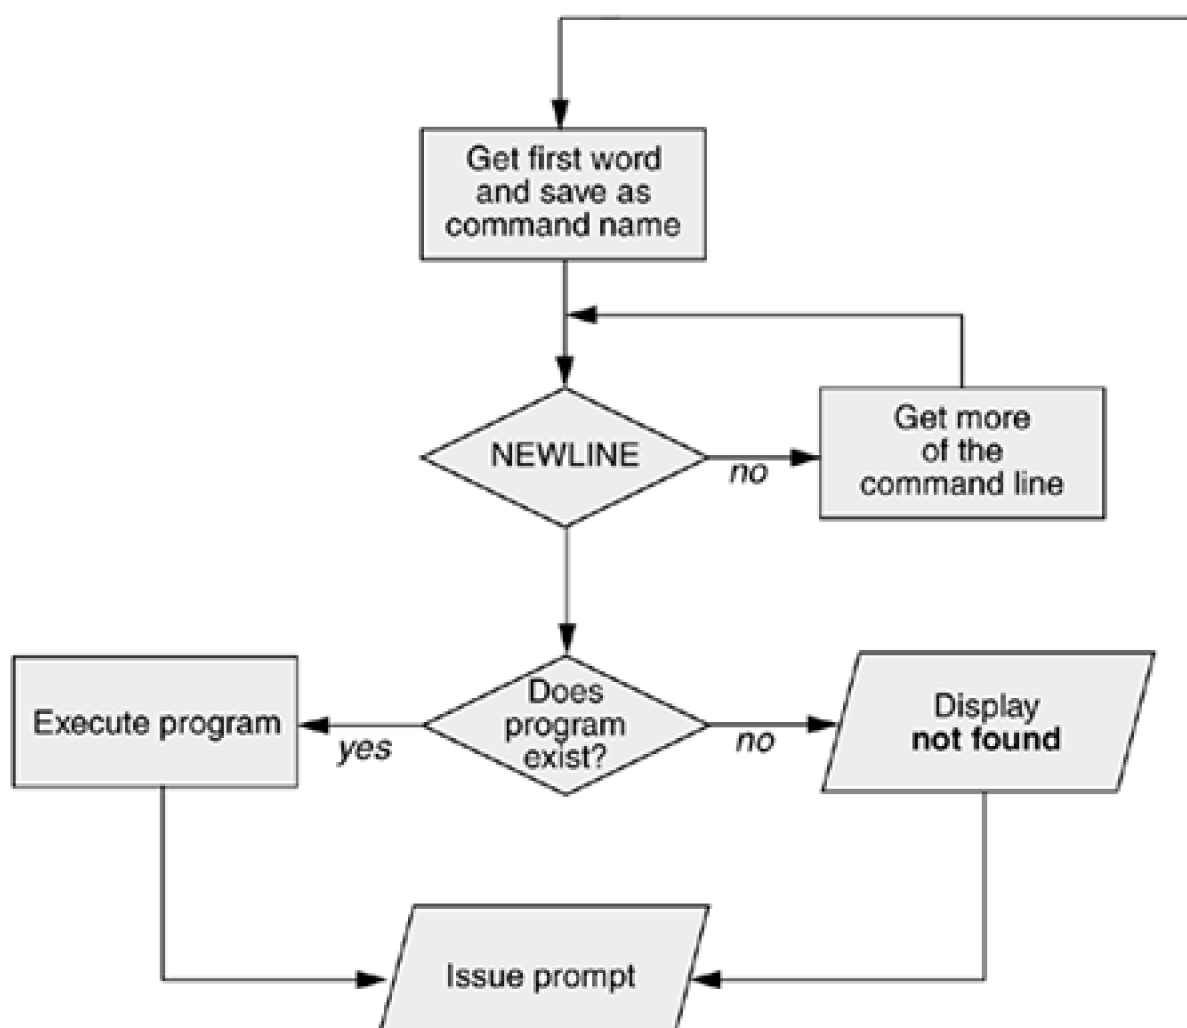 Get first word
and save as
command name
NEWLINE
no
Get more
of the
command line
Does
program
exist?
yes
no
Execute program
Display
not found
Issue prompt